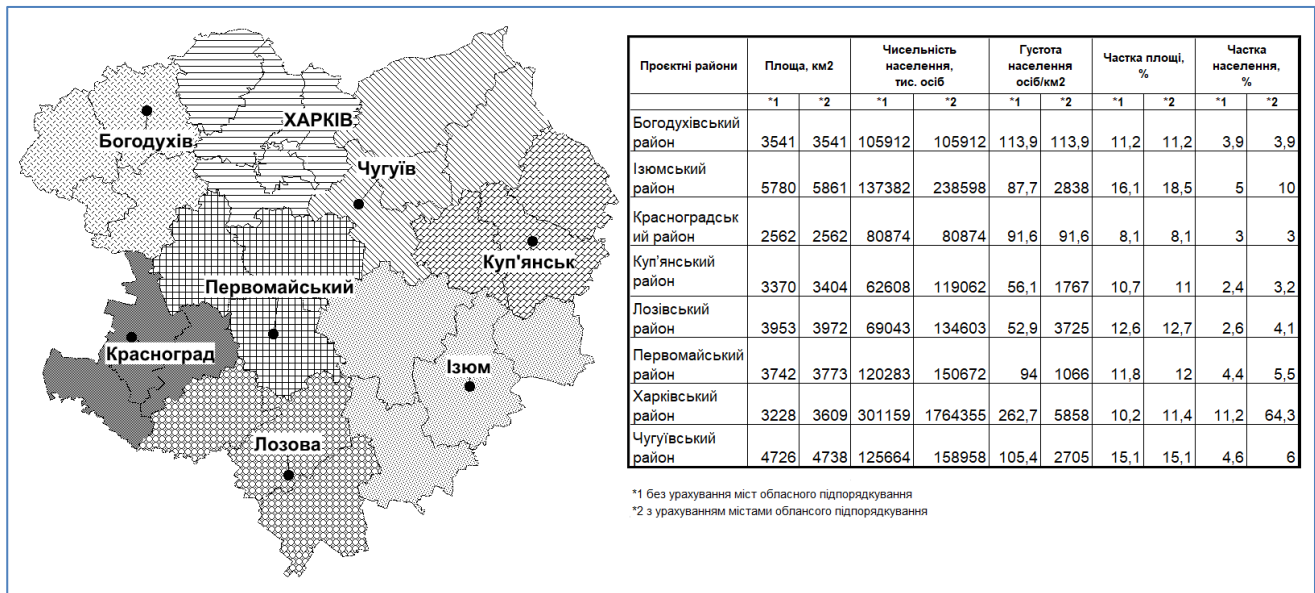 ХАРКІВ
Богодухів
Чугуїв
Куп'янськ
Первомайський
Красноград
Ізюм
Лозова
Проєктні райони Площа, км2 Чисельність населення, тис. осіб Густота населення осіб/км2 Частка площі, % Частка населення, %
*1 *2 *1 *2 *1 *2 *1 *2 *1 *2
Богодухівський район 3541 3541 105912 105912 113,9 113,9 11,2 11,2 3,9 3,9
Ізюмський район 5780 5861 137382 238598 87,7 2838 16,1 18,5 5 10
Красноградськ ий район 2562 2562 80874 80874 91,6 91,6 8,1 8,1 3 3
Куп'янський район 3370 3404 62608 119062 56,1 1767 10,7 11 2,4 3,2
Лозівський район 3953 3972 69043 134603 52,9 3725 12,6 12,7 2,6 4,1
Первомайський район 3742 3773 120283 150672 94 1066 11,8 12 4,4 5,5
Харківський район 3228 3609 301159 1764355 262,7 5858 10,2 11,4 11,2 64,3
Чугуївський район 4726 4738 125664 158958 105,4 2705 15,1 15,1 4,6 6
*1 без урахування міст обласного підпорядкування
*2 з урахуванням містами облансого підпорядкування